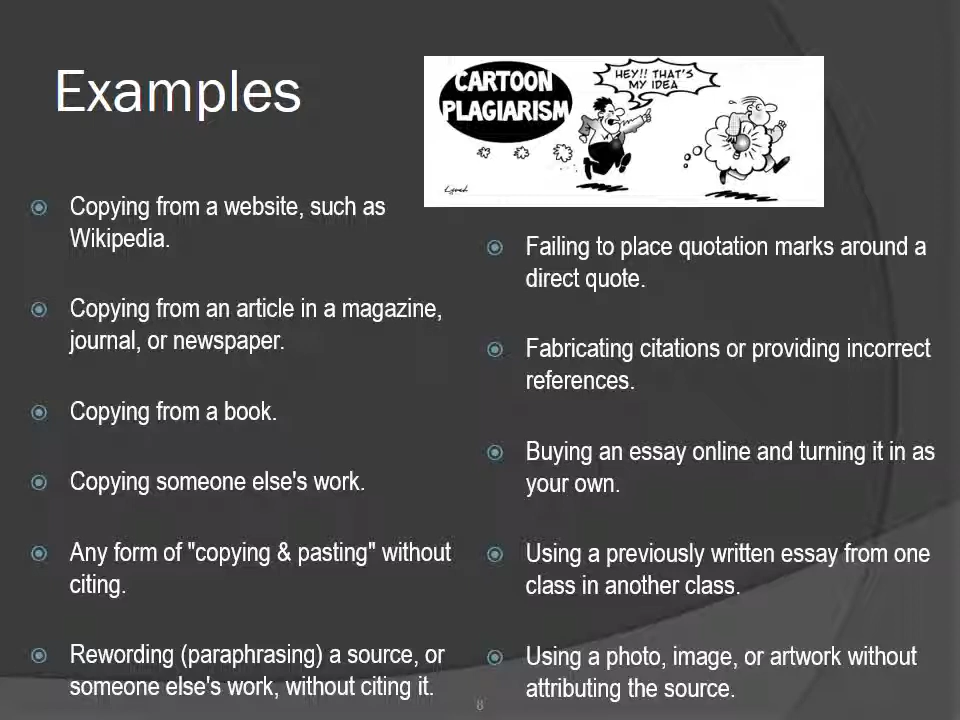 Examples
CARTOON
PLAGIARISM
HEY!! THAT'S
MY IDEA
Lynch
Copying from a website, such as
Wikipedia.
Copying from an article in a magazine,
journal, or newspaper.
Copying from a book.
Copying someone else's work.
Any form of "copying & pasting" without
citing.
Rewording (paraphrasing) a source, or
someone else's work, without citing it.
Failing to place quotation marks around a
direct quote.
Fabricating citations or providing incorrect
references.
Buying an essay online and turning it in as
your own.
Using a previously written essay from one
class in another class.
Using a photo, image, or artwork without
attributing the source.
8